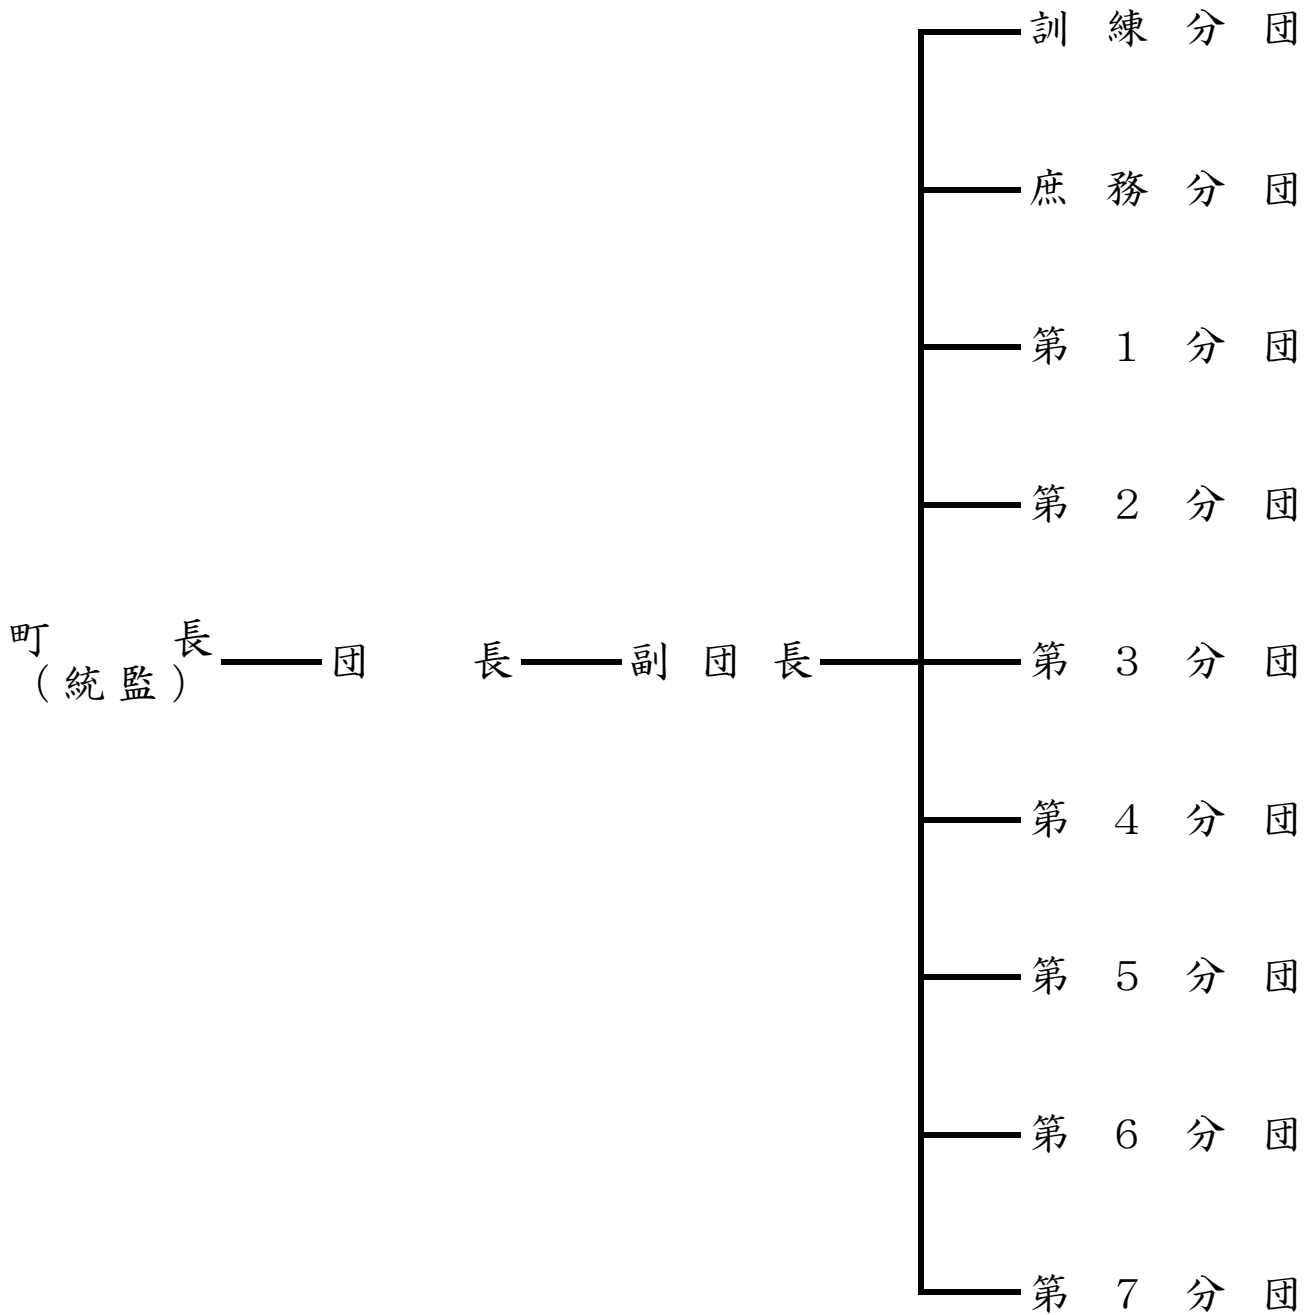 訓練分団
庶務分団
第1分団
第2分団
町長
(統監)
団長
副団長
第3分団
第4分団
第5分団
第6分団
第7分団